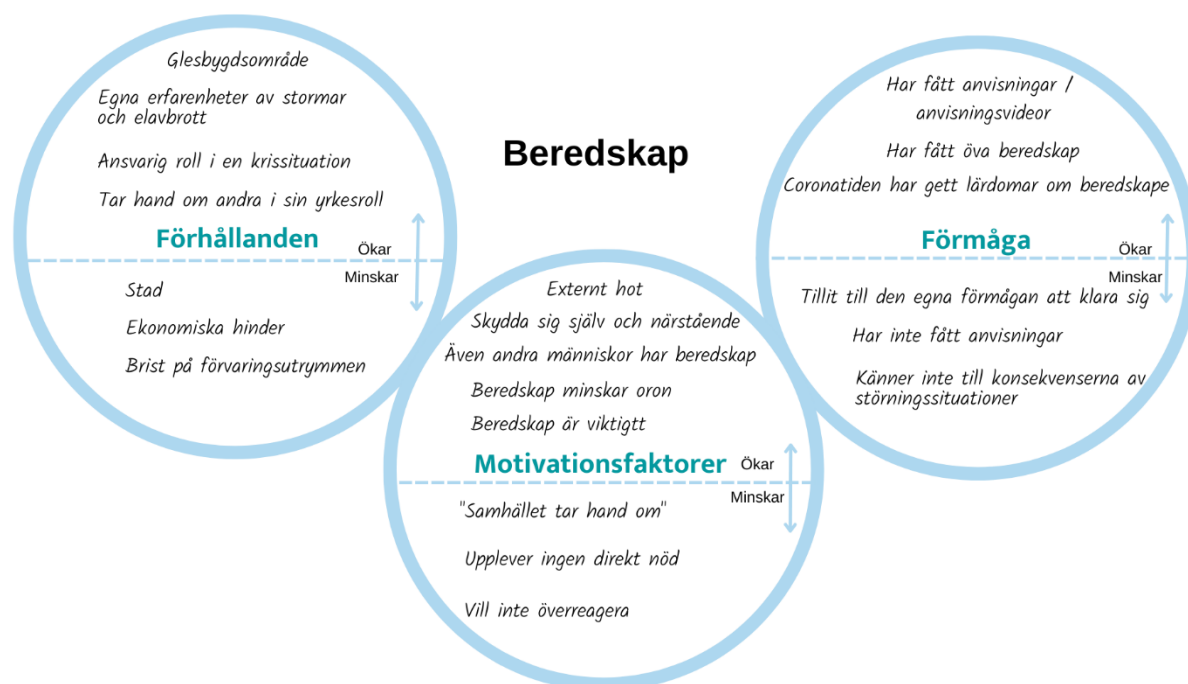 Beredskap
Glesbygdsområde
Egna erfarenheter av stormar
och elavbrott
Ansvarig roll i en krissituation
Tar hand om andra i sin yrkesroll
Förhållanden
Ökar
Minskar
Stad
Ekonomiska hinder
Brist på förvaringsutrymmen
Externt hot
Skydda sig själv och närstående
Även andra människor har beredskap
Beredskap minskar oron
Beredskap är viktigtt
Motivationsfaktorer
Ökar
Minskar
"Samhället tar hand om"
Upplever ingen direkt nöd
Vill inte överreagera
Har fått anvisningar /
anvisningsvideor
Har fått öva beredskap
Coronatiden har gett lärdomar om beredskape
Förmåga
Ökar
Minskar
Tillit till den egna förmågan att klara sig
Har inte fått anvisningar
Känner inte till konsekvenserna av
störningssituationer